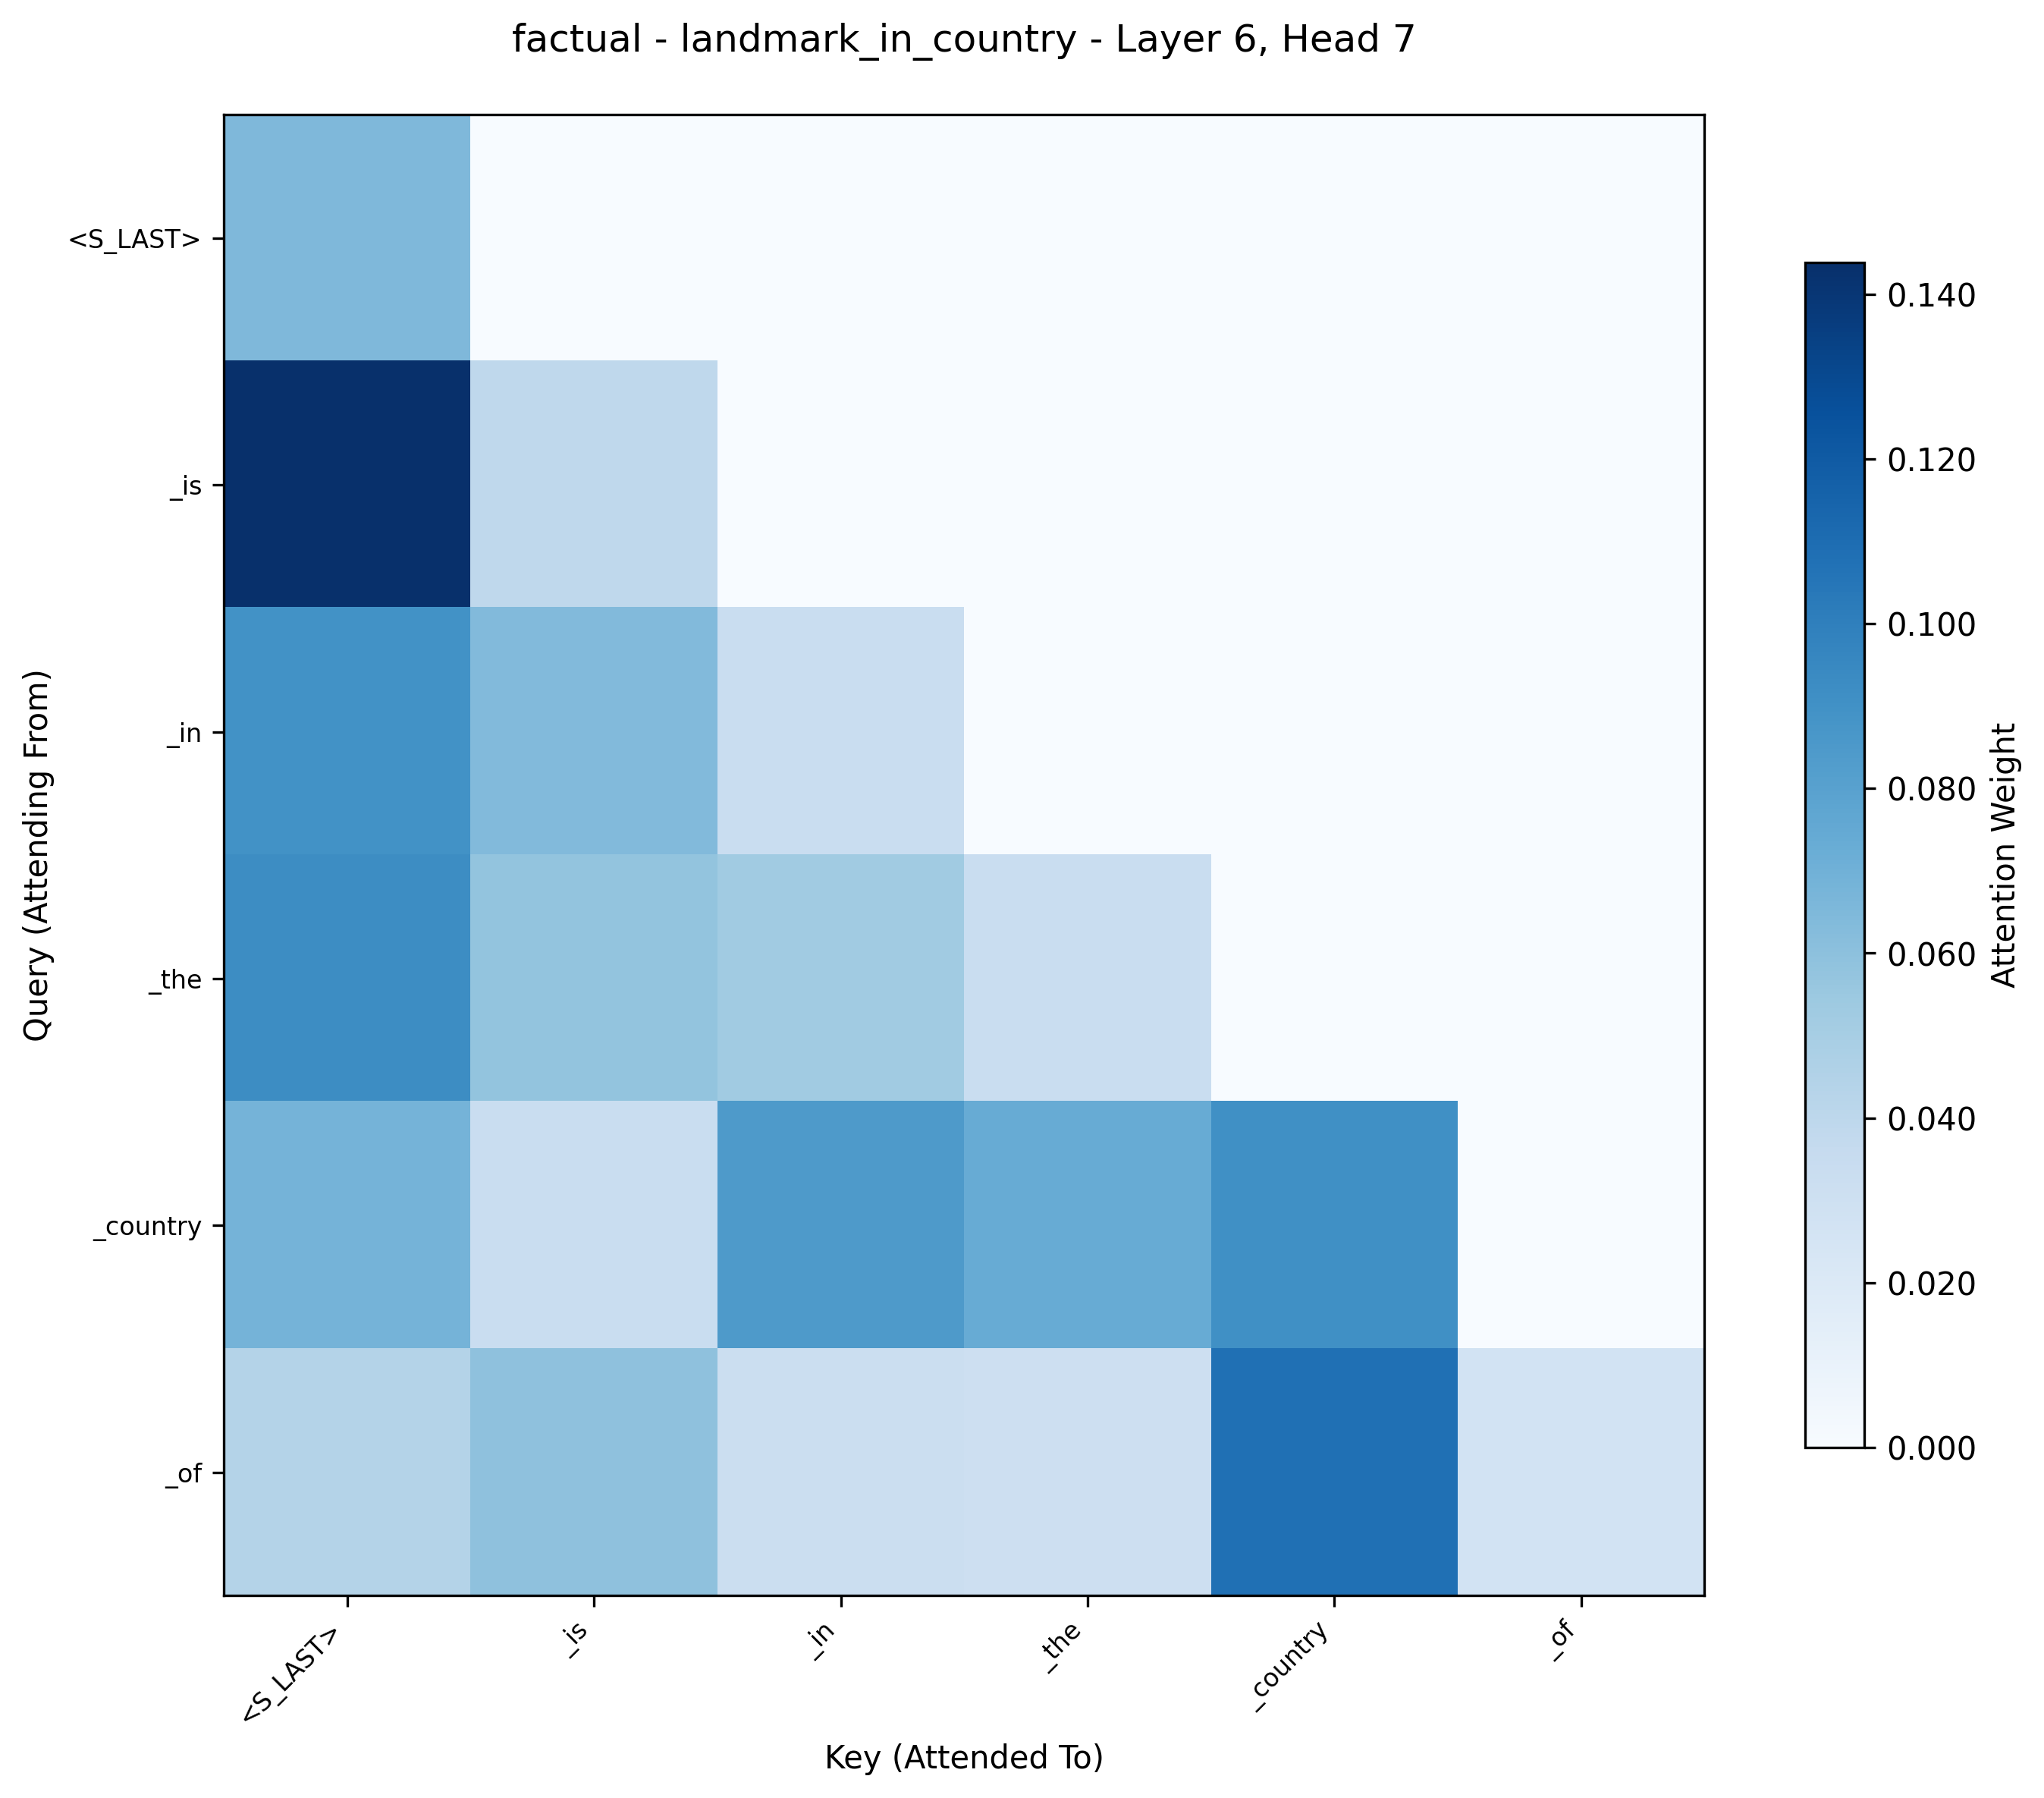 factual - landmark_in_country - Layer 6, Head 7
Query (Attending From)
<S_LAST>
_is
_in
_the
_country
_of
<S_LAST>
_is
_in
_the
_country
_of
Key (Attended To)
0.140
0.120
0.100
0.080
0.060
0.040
0.020
0.000
Attention Weight